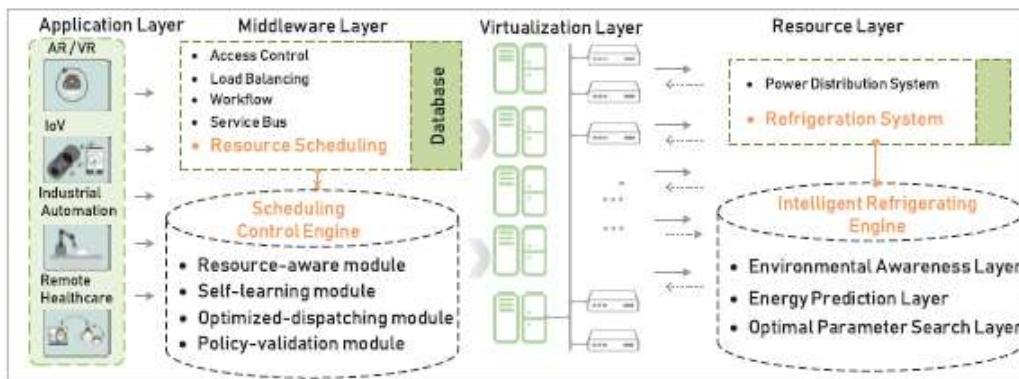 Application Layer
AR / VR
IoV
Industrial
Automation
Remote
Healthcare
Middleware Layer
• Access Control
• Load Balancing
• Workflow
• Service Bus
• Resource Scheduling
Database
Scheduling
Control Engine
• Resource-aware module
• Self-learning module
• Optimized-dispatching module
• Policy-validation module
Virtualization Layer
Resource Layer
• Power Distribution System
• Refrigeration System
Intelligent Refrigerating
Engine
• Environmental Awareness Layer
• Energy Prediction Layer
• Optimal Parameter Search Layer